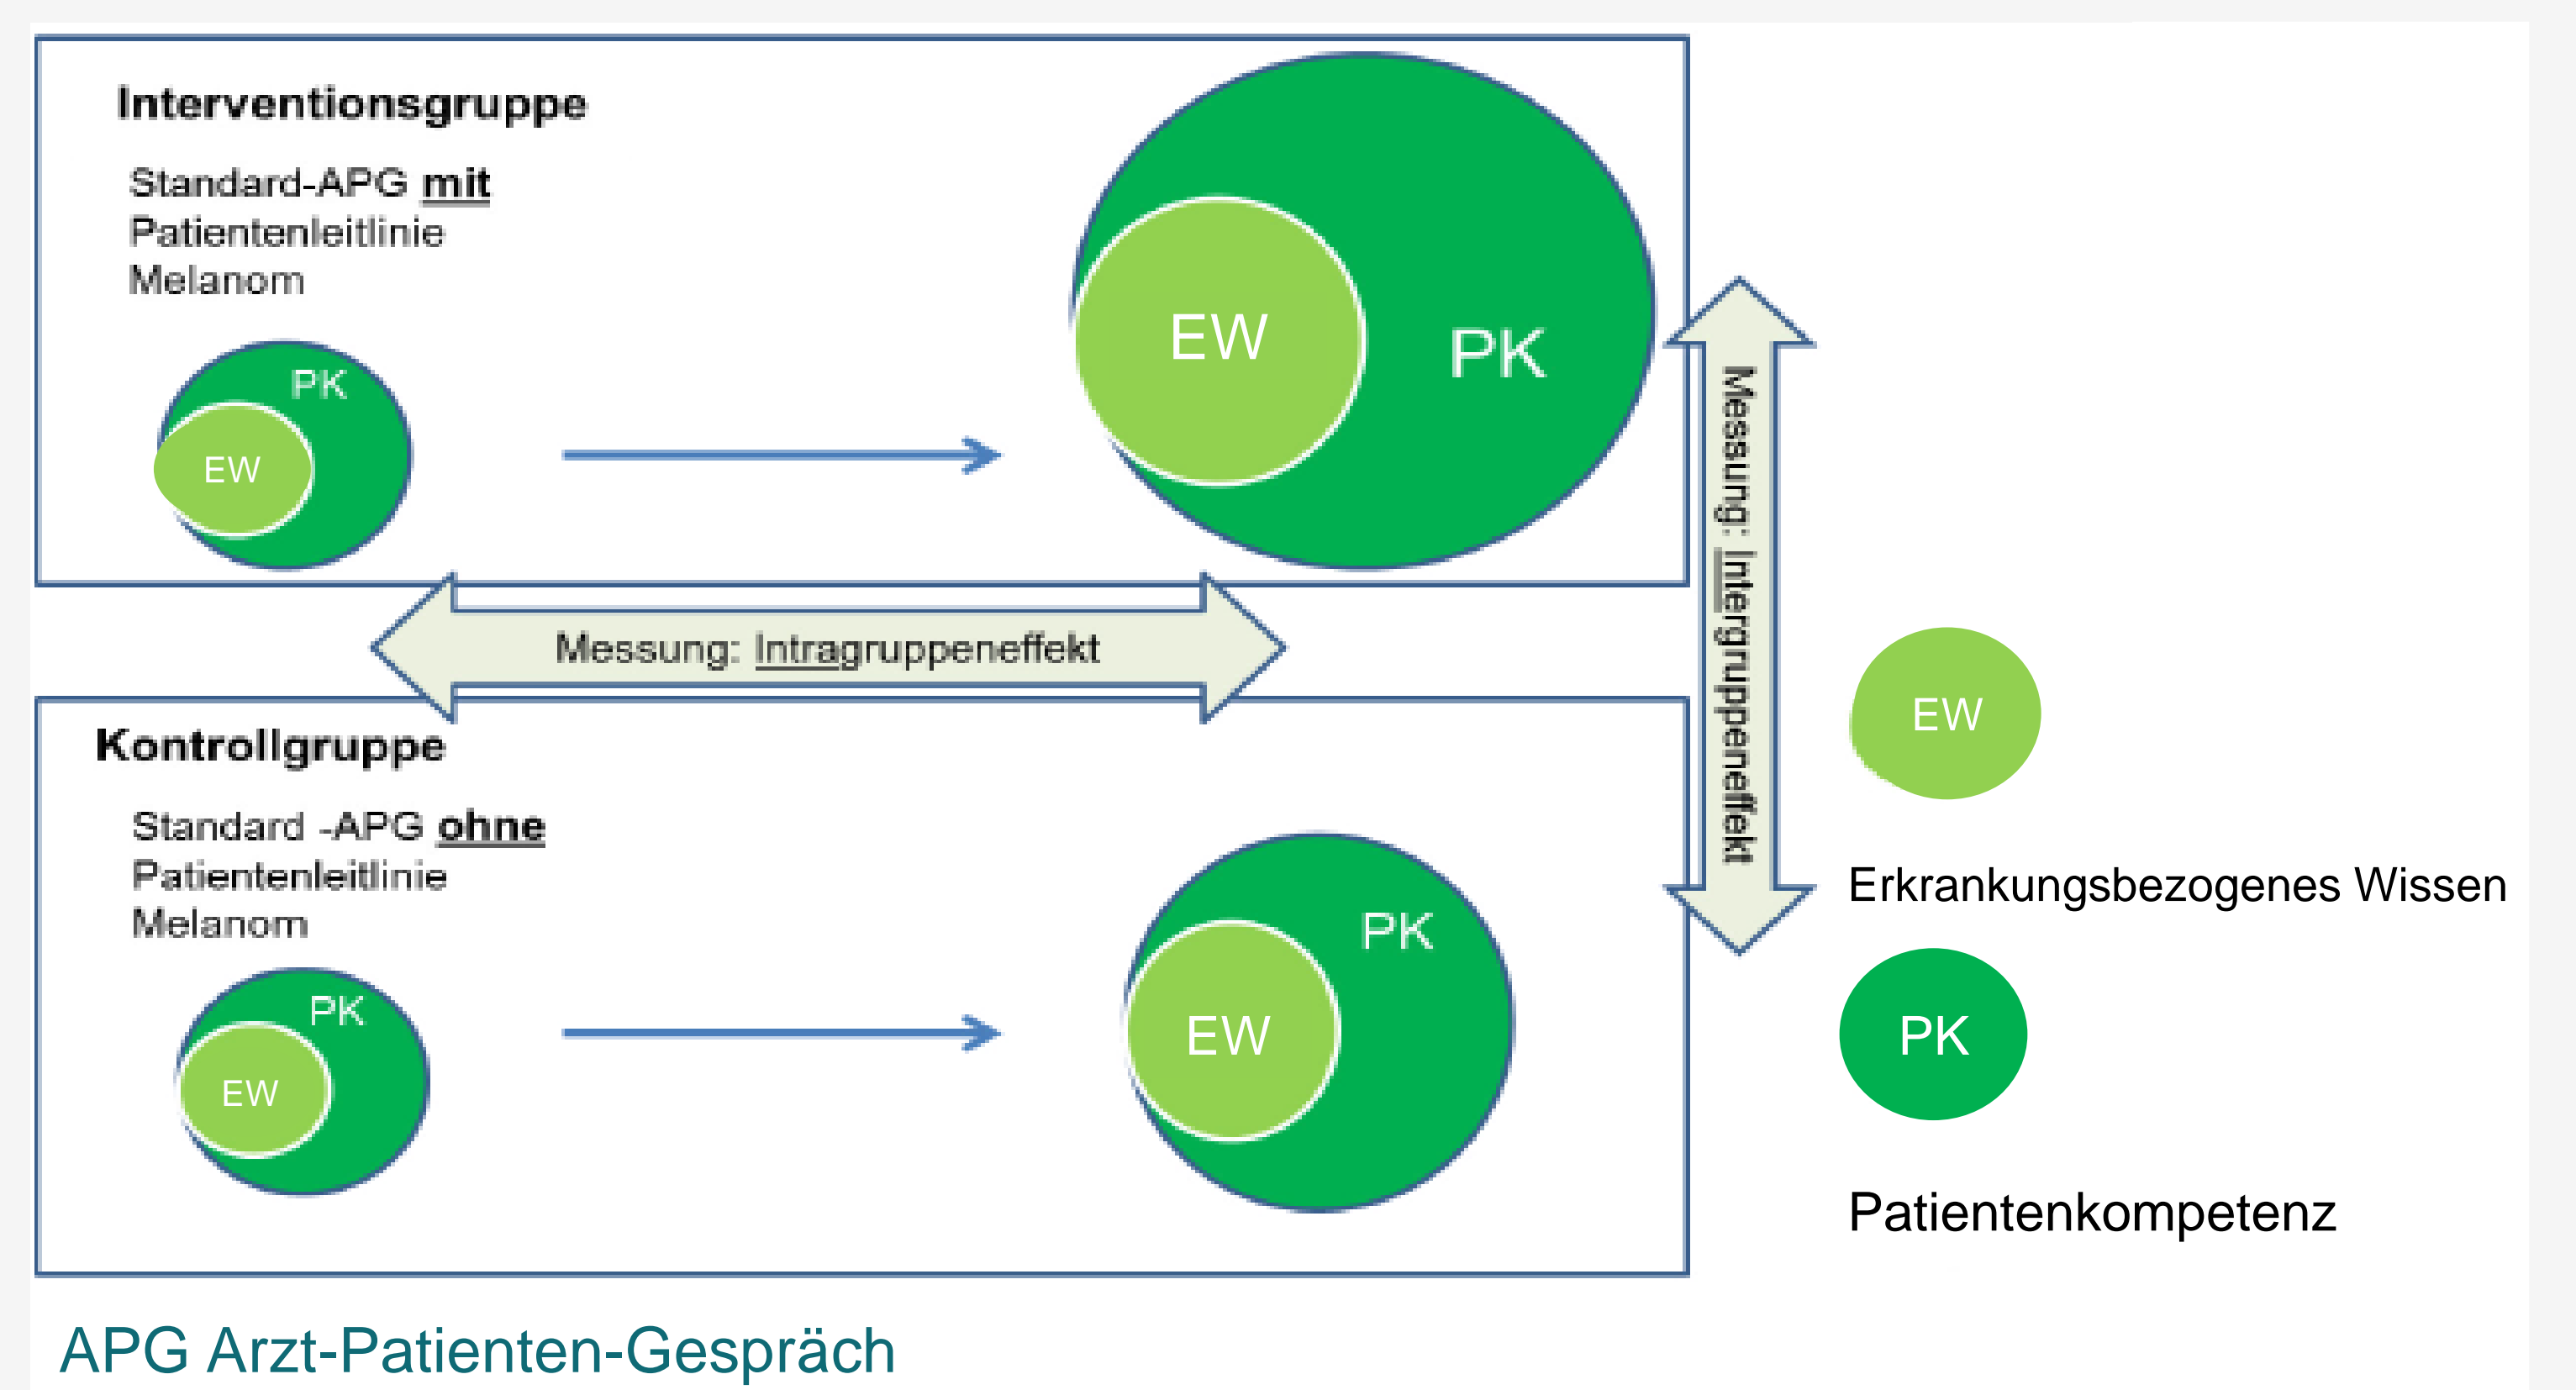 Interventionsgruppe
Standard-APG mit
Patientenleitlinie
Melanom
PK
EW
EW
PK
Messung: Intragruppeneffekt
Messung: Intergruppeneffekt
Kontrollgruppe
Standard -APG ohne
Patientenleitlinie
Melanom
PK
EW
PK
EW
EW
Erkrankungsbezogenes Wissen
PK
Patientenkompetenz
APG Arzt-Patienten-Gespräch